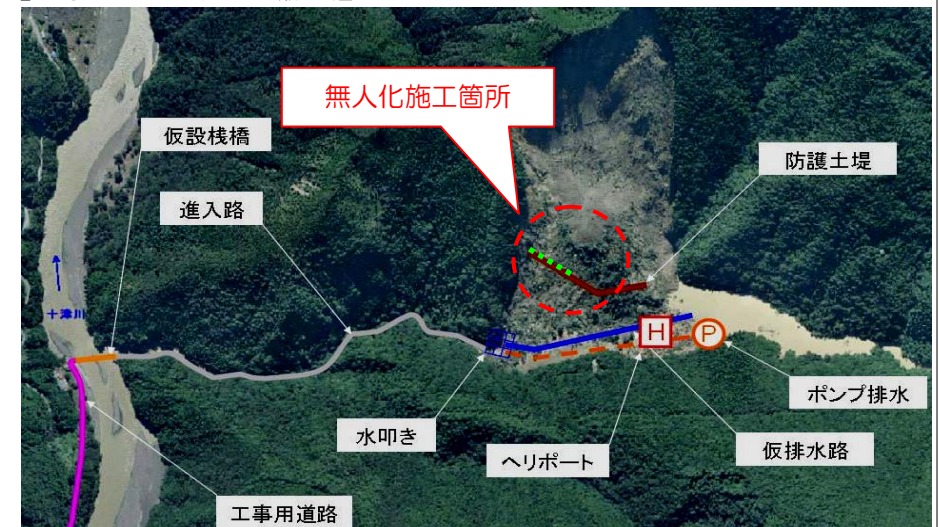 無人化施工箇所
仮設桟橋
防護土堤
進入路
十津川
H
P
ポンプ排水
水叩き
仮排水路
ヘリポート
工事用道路